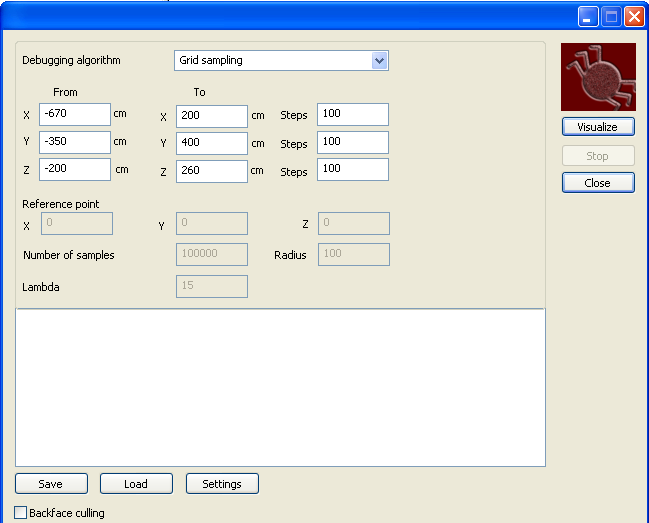 Debugging algorithm Grid sampling
From To
X -670 cm X 200 cm Steps 100
Y -350 cm Y 400 cm Steps 100
Z -200 cm Z 260 cm Steps 100
Visualize
Stop
Close
Reference point
X 0 Y 0 Z 0
Number of samples 100000 Radius 100
Lambda 15
Save Load Settings
Backface culling